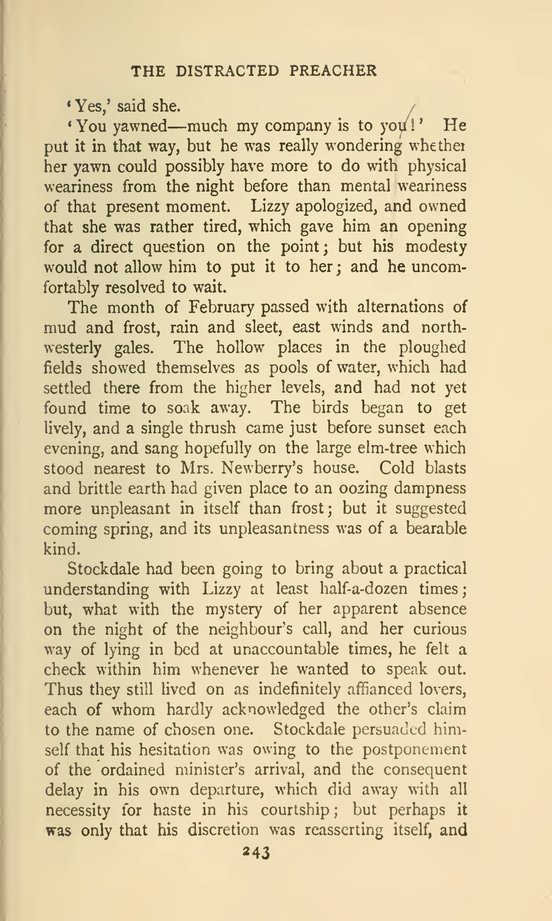 THE DISTRACTED PREACHER
‘Yes,’ said she.
‘You yawned—much my company is to you!’ He
put it in that way, but he was really wondering whether
her yawn could possibly have more to do with physical
weariness from the night before than mental weariness
of that present moment. Lizzy apologized, and owned
that she was rather tired, which gave him an opening
for a direct question on the point; but his modesty
would not allow him to put it to her; and he uncom-
fortably resolved to wait.
The month of February passed with alternations of
mud and frost, rain and sleet, east winds and north-
westerly gales. The hollow places in the ploughed
fields showed themselves as pools of water, which had
settled there from the higher levels, and had not yet
found time to soak away. The birds began to get
lively, and a single thrush came just before sunset each
evening, and sang hopefully on the large elm-tree which
stood nearest to Mrs. Newberry’s house. Cold blasts
and brittle earth had given place to an oozing dampness
more unpleasant in itself than frost; but it suggested
coming spring, and its unpleasantness was of a bearable
kind.
Stockdale had been going to bring about a practical
understanding with Lizzy at least half-a-dozen times;
but, what with the mystery of her apparent absence
on the night of the neighbour’s call, and her curious
way of lying in bed at unaccountable times, he felt a
check within him whenever he wanted to speak out.
Thus they still lived on as indefinitely affianced lovers,
each of whom hardly acknowledged the other’s claim
to the name of chosen one. Stockdale persuaded him-
self that his hesitation was owing to the postponement
of the ordained minister’s arrival, and the consequent
delay in his own departure, which did away with all
necessity for haste in his courtship; but perhaps it
was only that his discretion was reasserting itself, and
243